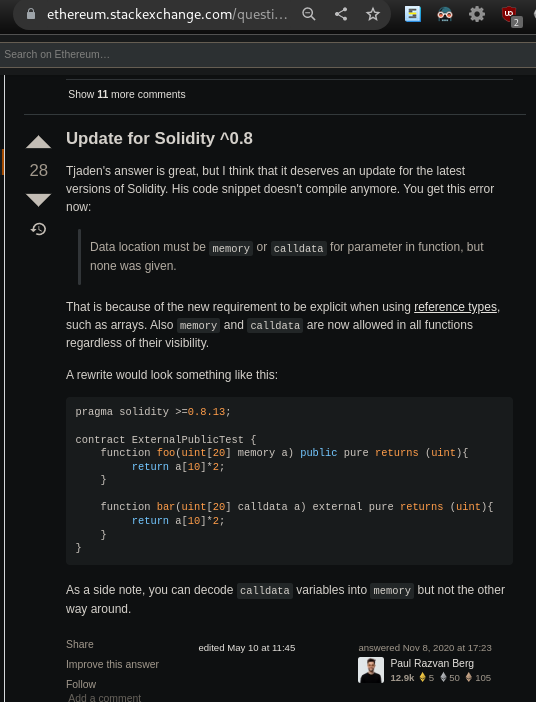 ethereum.stackexchange.com/questi...
2
Search on Ethereum…
Show 11 more comments
Update for Solidity ^0.8
28
Tjaden's answer is great, but I think that it deserves an update for the latest
versions of Solidity. His code snippet doesn't compile anymore. You get this error
now:
Data location must be memory or calldata for parameter in function, but
none was given.
That is because of the new requirement to be explicit when using reference types,
such as arrays. Also memory and calldata are now allowed in all functions
regardless of their visibility.
A rewrite would look something like this:
pragma solidity >=0.8.13;
contract ExternalPublicTest {
    function foo(uint[20] memory a) public pure returns (uint){
         return a[10]*2;
    }
    function bar(uint[20] calldata a) external pure returns (uint){
         return a[10]*2;
    }
}
As a side note, you can decode calldata variables into memory but not the other
way around.
Share
Improve this answer
Follow
edited May 10 at 11:45
answered Nov 8, 2020 at 17:23
Paul Razvan Berg
12.9k 5 50 105
Add a comment